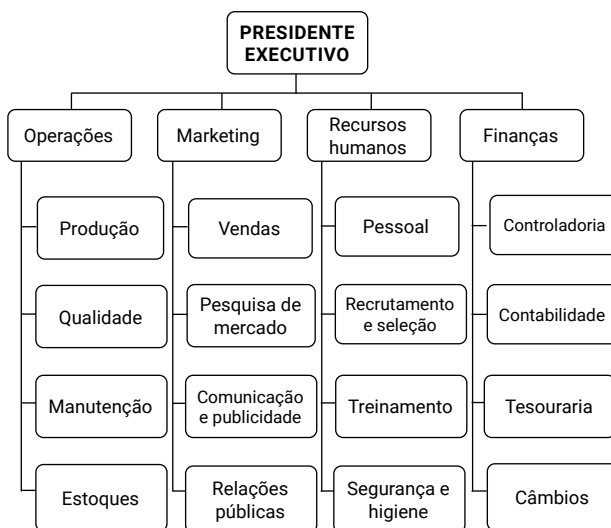 PRESIDENTE
EXECUTIVO
Operações
Marketing
Recursos
humanos
Finanças
Produção
Vendas
Pessoal
Controladoria
Qualidade
Pesquisa de
mercado
Recrutamento
e seleção
Contabilidade
Manutenção
Comunicação
e publicidade
Treinamento
Tesouraria
Estoques
Relações
públicas
Segurança e
higiene
Câmbios